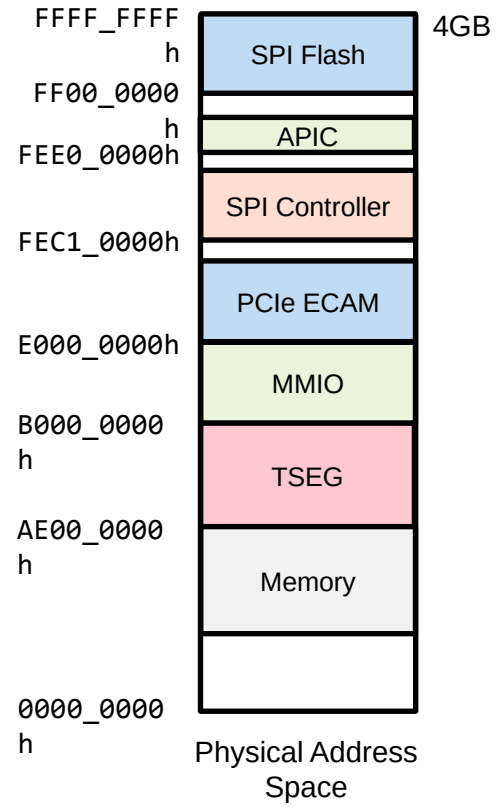 FFFF_FFFF
h
4GB
SPI Flash
FF00_0000
h
APIC
FEE0_0000h
SPI Controller
FEC1_0000h
PCIe ECAM
E000_0000h
MMIO
B000_0000
h
TSEG
AE00_0000
h
Memory
0000_0000
h
Physical Address
Space